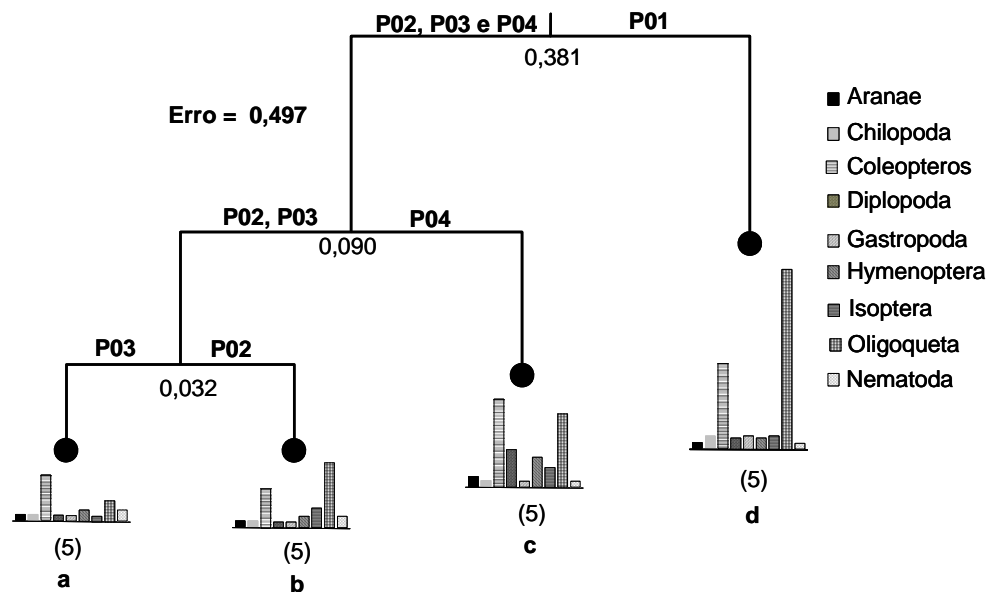 P02, P03 e P04
P01
0,381
Erro = 0,497
Aranae
Chilopoda
Coleopteros
Diplopoda
Gastropoda
Hymenoptera
Isoptera
Oligoqueta
Nematoda
P02, P03
P04
0,090
P03
P02
0,032
(5)
a
(5)
b
(5)
c
(5)
d